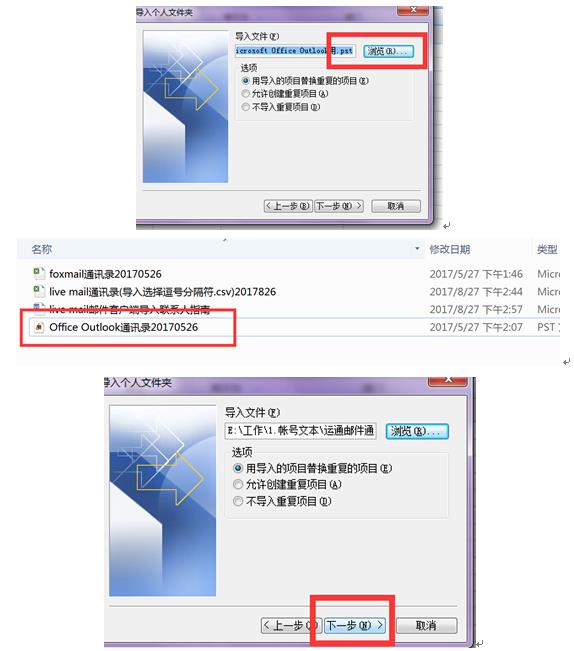 导入个人文件夹
导入文件(F)
icrosoft Office Outlook用.pst 浏览(R)...
选项
用导入的项目替换重复的项目(E)
允许创建重复项目(A)
不导入重复项目(D)
<上一步(B) 下一步(N)> 取消
名称 修改日期 类型
foxmail通讯录20170526 2017/5/27 下午1:46 Micro
live mail通讯录(导入选择逗号分隔符.csv)2017826 2017/8/27 下午2:44 Micro
live mail邮件客户端导入联系人指南 2017/8/27 下午2:57 Micro
Office Outlook通讯录20170526 2017/5/27 下午2:07 PST
导入个人文件夹
导入文件(F)
E:\工作\1.帐号文本\运通邮件通 浏览(R)...
选项
用导入的项目替换重复的项目(E)
允许创建重复项目(A)
不导入重复项目(D)
<上一步 下一步(N)> 取消